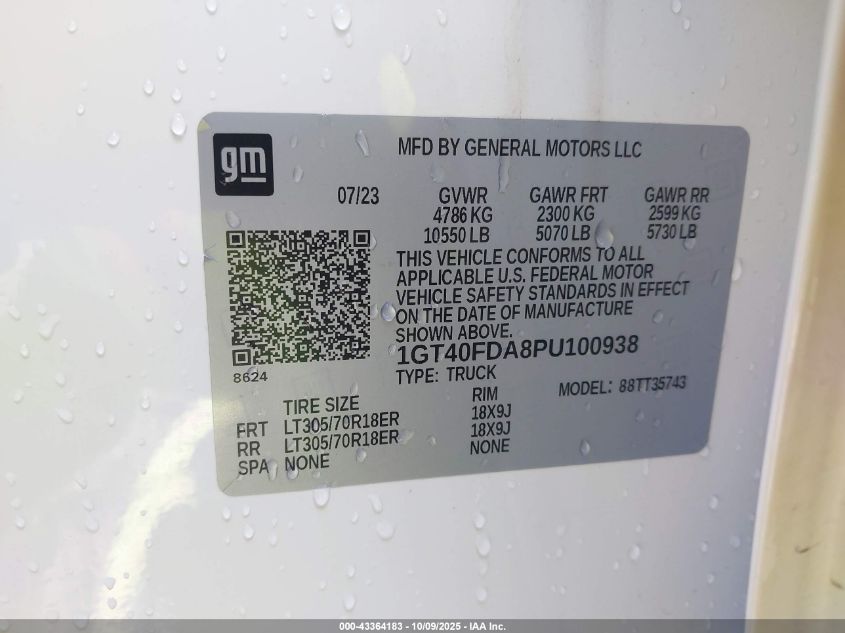 gm
MFD BY GENERAL MOTORS LLC
07/23 GVWR GAWR FRT GAWR RR
4786 KG 2300 KG 2599 KG
10550 LB 5070 LB 5730 LB
THIS VEHICLE CONFORMS TO ALL
APPLICABLE U.S. FEDERAL MOTOR
VEHICLE SAFETY STANDARDS IN EFFECT
ON THE DATE OF MANUFACTURE
SHOWN ABOVE.
1GT40FDA8PU100938
8624
TYPE: TRUCK
MODEL: 88TT35743
TIRE SIZE RIM
FRT LT305/70R18ER 18X9J
RR LT305/70R18ER 18X9J
SPA NONE NONE
000-43364183 - 10/09/2025 - IAA Inc.